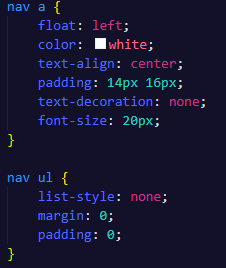 nav a {
    float: left;
    color: white;
    text-align: center;
    padding: 14px 16px;
    text-decoration: none;
    font-size: 20px;
}

nav ul {
    list-style: none;
    margin: 0;
    padding: 0;
}